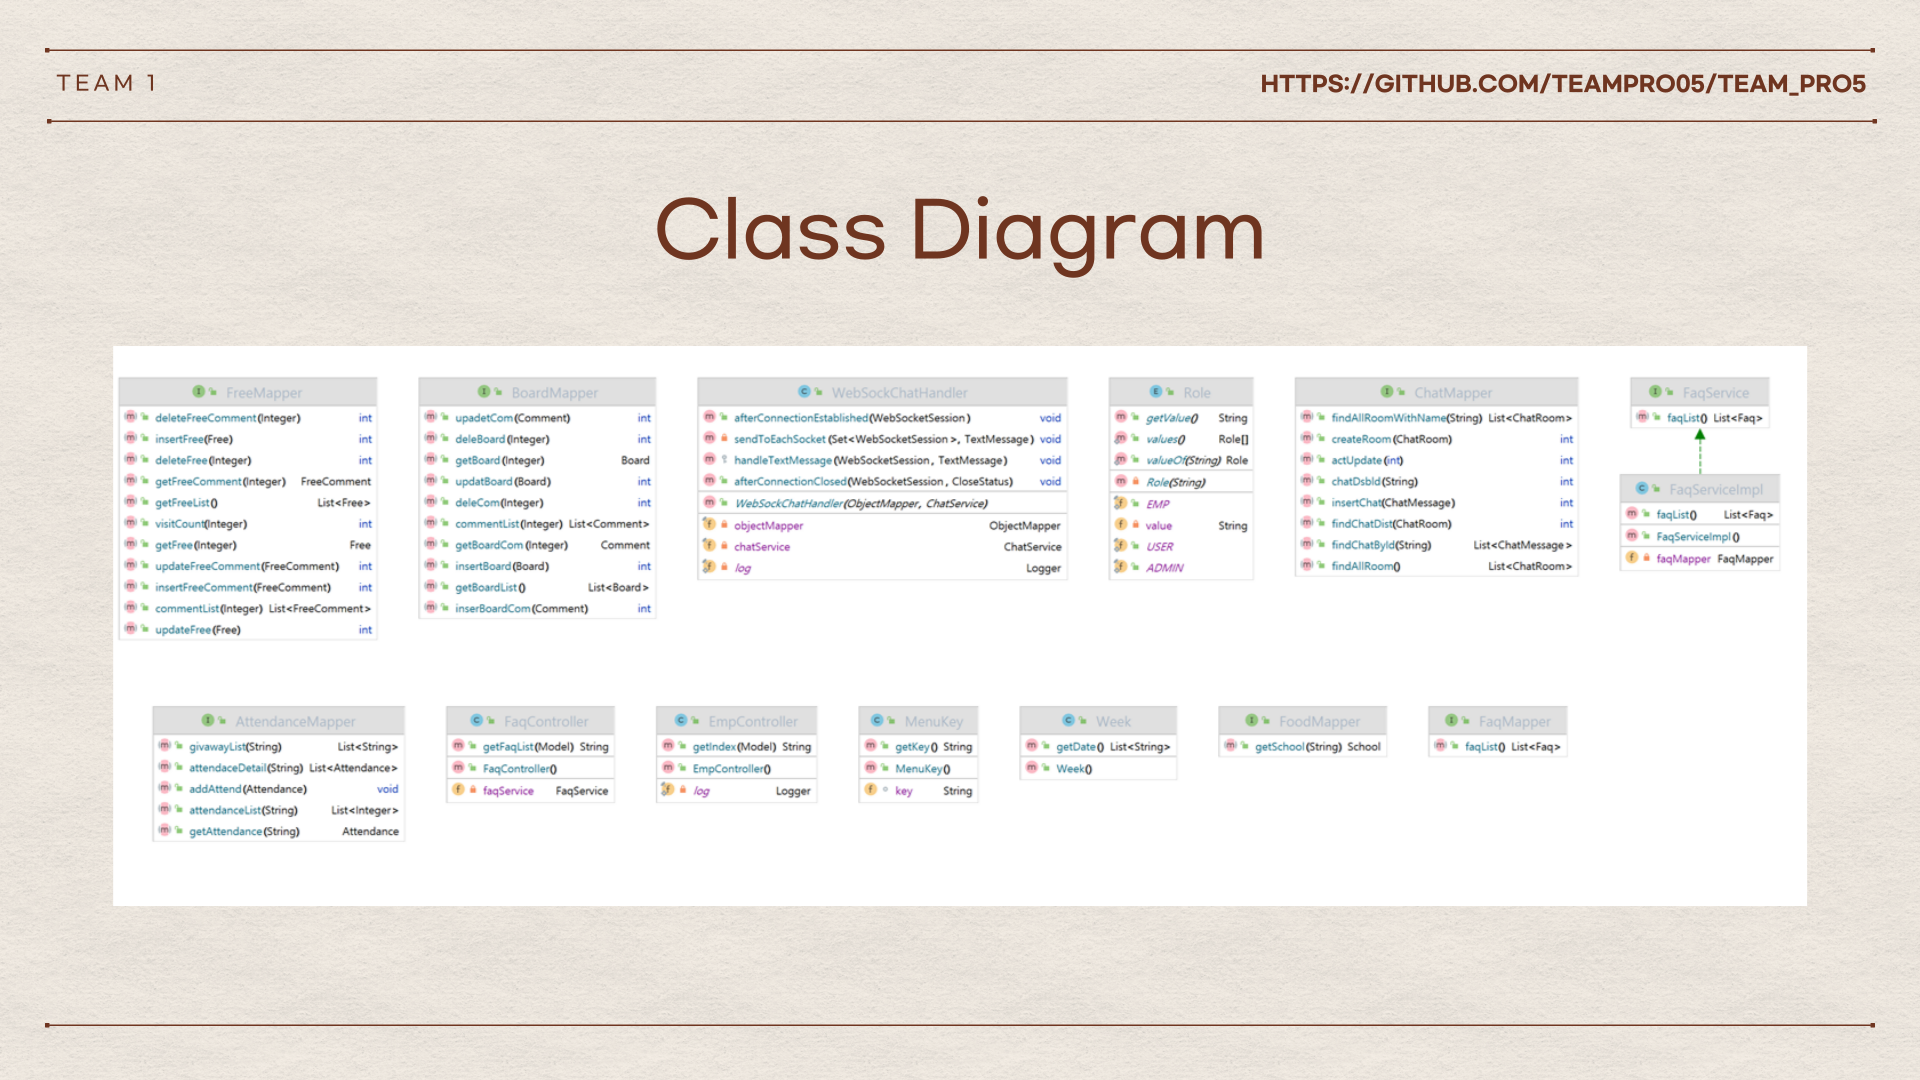 TEAM 1
HTTPS://GITHUB.COM/TEAMPRO05/TEAM_PRO5
Class Diagram
FreeMapper
deleteFreeComment(Integer) int
insertFree(Free) int
deleteFree(Integer) int
getFreeComment(Integer) FreeComment
getFreeList() List<Free>
visitCount(Integer) int
getFree(Integer) Free
updateFreeComment(FreeComment) int
insertFreeComment(FreeComment) int
commentList(Integer) List<FreeComment>
updateFree(Free) int
BoardMapper
upadetCom(Comment) int
deleBoard(Integer) int
getBoard(Integer) Board
updatBoard(Board) int
deleCom(Integer) int
commentList(Integer) List<Comment>
getBoardCom(Integer) Comment
insertBoard(Board) int
getBoardList() List<Board>
inserBoardCom(Comment) int
WebSockChatHandler
afterConnectionEstablished(WebSocketSession) void
sendToEachSocket(Set<WebSocketSession>, TextMessage) void
handleTextMessage(WebSocketSession, TextMessage) void
afterConnectionClosed(WebSocketSession, CloseStatus) void
WebSockChatHandler(ObjectMapper, ChatService)
objectMapper ObjectMapper
chatService ChatService
log Logger
Role
getValue() String
values() Role[]
valueOf(String) Role
Role(String)
EMP
value String
USER
ADMIN
ChatMapper
findAllRoomWithName(String) List<ChatRoom>
createRoom(ChatRoom) int
actUpdate(int) int
chatDsbld(String) int
insertChat(ChatMessage) int
findChatDist(ChatRoom) int
findChatById(String) List<ChatMessage>
findAllRoom() List<ChatRoom>
FaqService
faqList() List<Faq>
FaqServiceImpl
faqList() List<Faq>
FaqServiceImpl()
faqMapper FaqMapper
AttendanceMapper
givawayList(String) List<String>
attendaceDetail(String) List<Attendance>
addAttend(Attendance) void
attendanceList(String) List<Integer>
getAttendance(String) Attendance
FaqController
getFaqList(Model) String
FaqController()
faqService FaqService
EmpController
getIndex(Model) String
EmpController()
log Logger
MenuKey
getKey() String
MenuKey()
key String
Week
getDate() List<String>
Week()
FoodMapper
getSchool(String) School
FaqMapper
faqList() List<Faq>